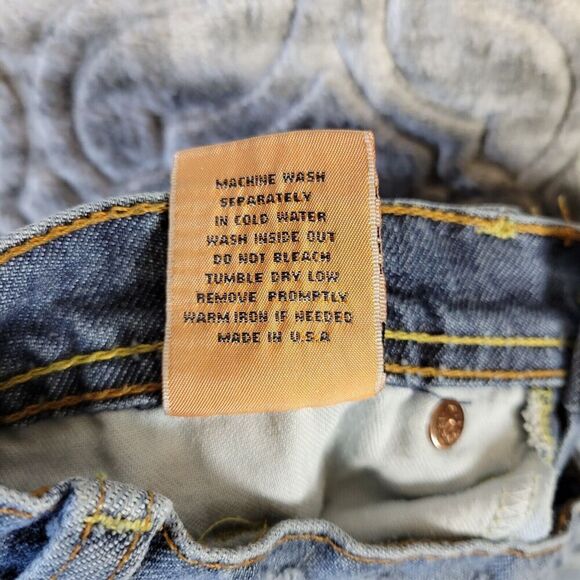 MACHINE WASH
SEPARATELY
IN COLD WATER
WASH INSIDE OUT
DO NOT BLEACH
TUMBLE DRY LOW
REMOVE PROMPTLY
WARM IRON IF NEEDED
MADE IN U.S.A